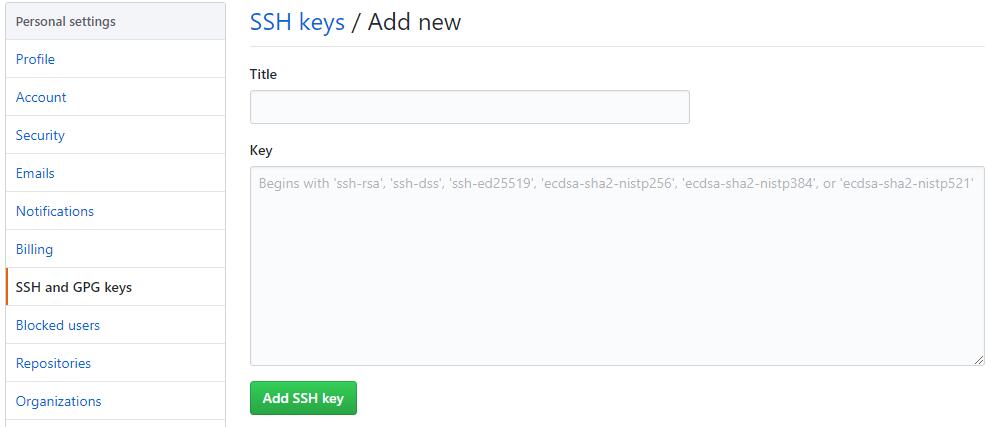 Personal settings
Profile
Account
Security
Emails
Notifications
Billing
SSH and GPG keys
Blocked users
Repositories
Organizations
SSH keys / Add new
Title
Key
Begins with 'ssh-rsa', 'ssh-dss', 'ssh-ed25519', 'ecdsa-sha2-nistp256', 'ecdsa-sha2-nistp384', or 'ecdsa-sha2-nistp521'
Add SSH key